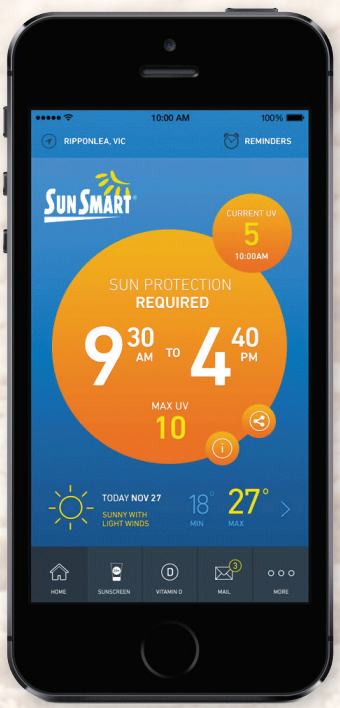 10:00 AM
100%
RIPPONLEA, VIC
REMINDERS
SUNSMART
CURRENT UV
5
10:00AM
SUN PROTECTION
REQUIRED
9 30 AM TO 4 40 PM
MAX UV
10
i
TODAY NOV 27
SUNNY WITH
LIGHT WINDS
18°
MIN
27°
MAX
D
3
HOME
SUNSCREEN
VITAMIN D
MAIL
MORE